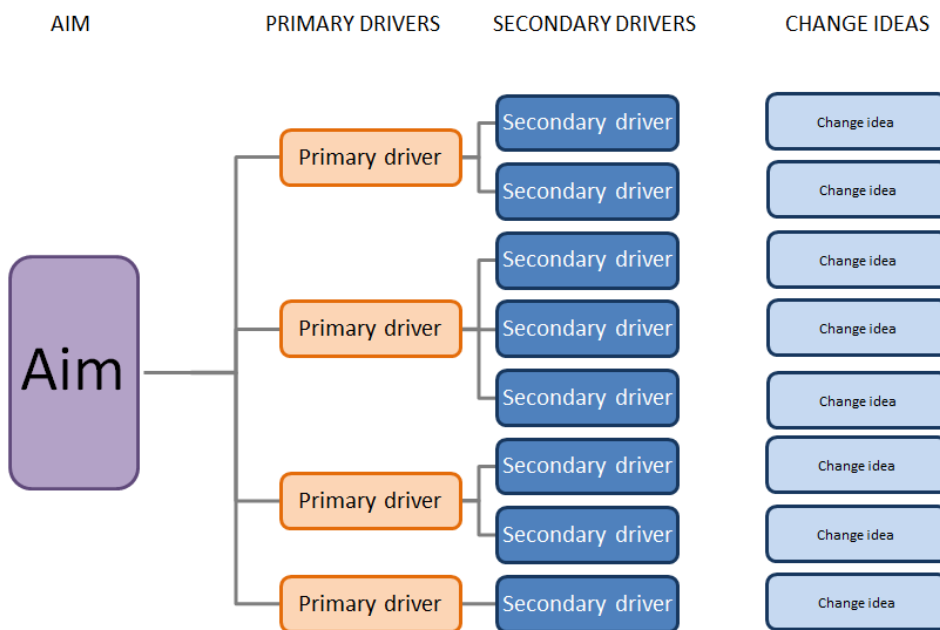 AIM PRIMARY DRIVERS SECONDARY DRIVERS CHANGE IDEAS
Secondary driver Change idea
Primary driver
Secondary driver Change idea
Secondary driver Change idea
Primary driver Secondary driver Change idea
Aim
Secondary driver Change idea
Secondary driver Change idea
Primary driver
Secondary driver Change idea
Primary driver Secondary driver Change idea